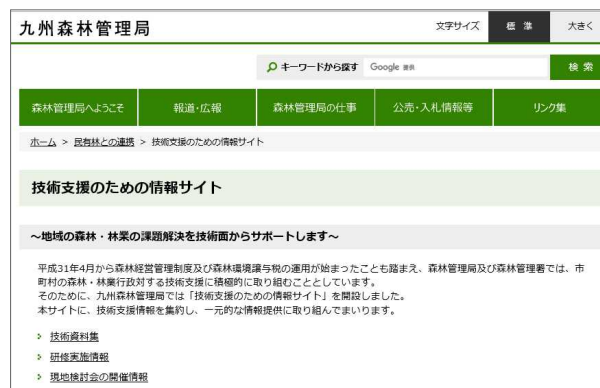 九州森林管理局
文字サイズ 標準 大きく
キーワードから探す Google 提供 検索
森林管理局へようこそ 報道・広報 森林管理局の仕事 公売・入札情報等 リンク集
ホーム > 民有林との連携 > 技術支援のための情報サイト
技術支援のための情報サイト
～地域の森林・林業の課題解決を技術面からサポートします～
平成31年4月から森林経営管理制度及び森林環境譲与税の運用が始まったことも踏まえ、森林管理局及び森林管理署では、市
町村の森林・林業行政対する技術支援に積極的に取り組むこととしています。
そのために、九州森林管理局では「技術支援のための情報サイト」を開設しました。
本サイトに、技術支援情報を集約し、一元的な情報提供に取り組んでまいります。
技術資料集
研修実施情報
現地検討会の開催情報